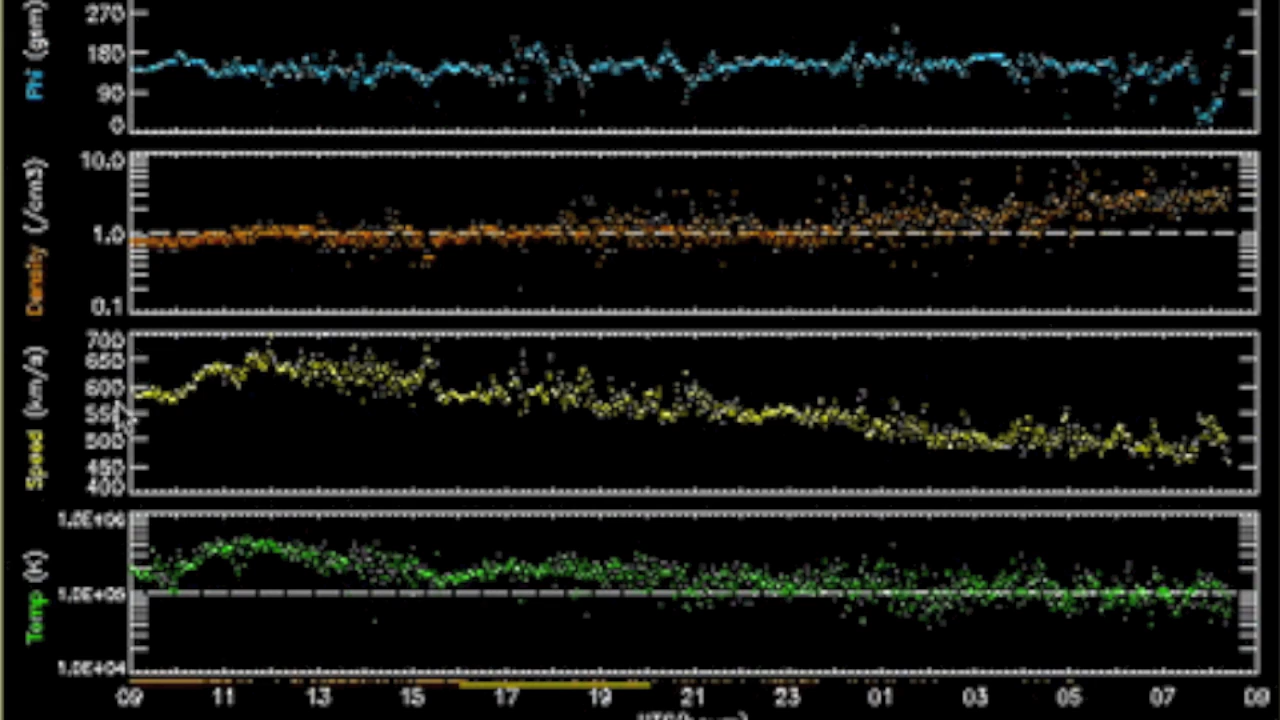 Phi (gsm)
270
180
90
0
Density (/cm3)
10.0
1.0
0.1
Speed (km/s)
700
650
600
550
500
450
400
Temp (K)
1.0E+06
1.0E+05
1.0E+04
09 11 13 15 17 19 21 23 01 03 05 07 09